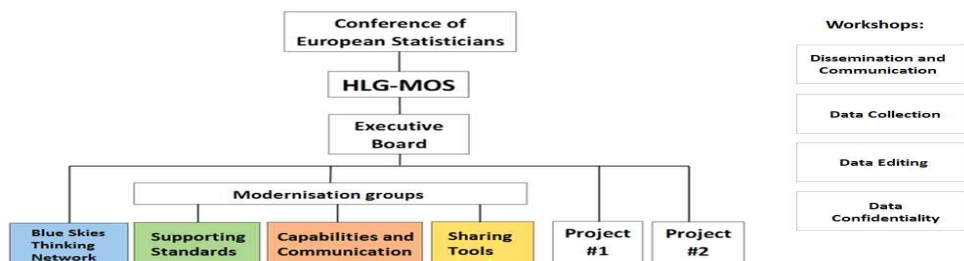 Conference of
European Statisticians
HLG-MOS
Executive
Board
Modernisation groups
Blue Skies
Thinking
Network
Supporting
Standards
Capabilities and
Communication
Sharing
Tools
Project
#1
Project
#2
Workshops:
Dissemination and
Communication
Data Collection
Data Editing
Data
Confidentiality